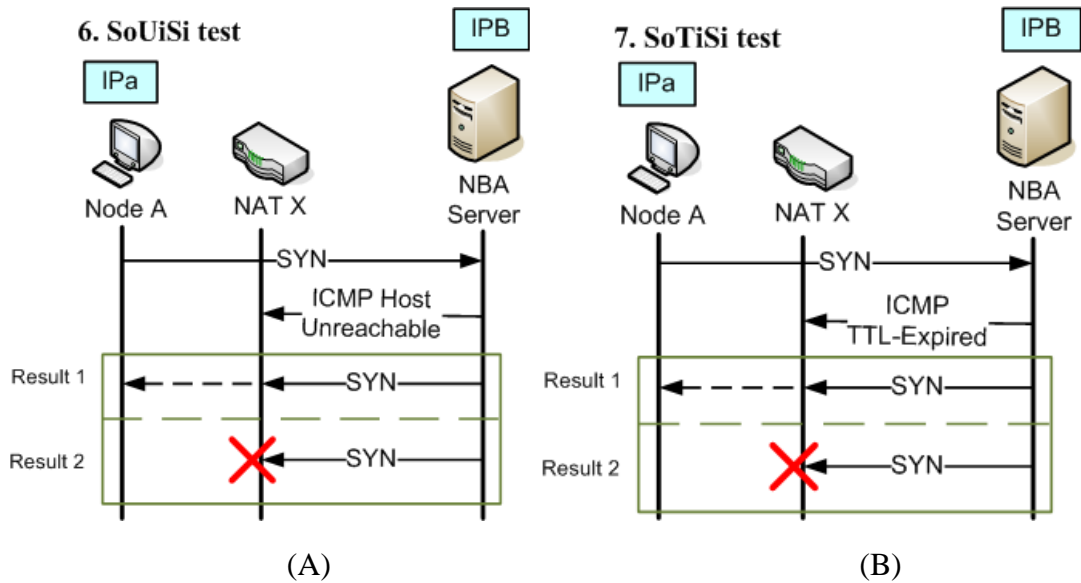 6. SoUiSi test
IPB
IPa
Node A
NAT X
NBA
Server
SYN
ICMP Host
Unreachable
Result 1
SYN
Result 2
SYN
(A)
7. SoTiSi test
IPB
IPa
Node A
NAT X
NBA
Server
SYN
ICMP
TTL-Expired
Result 1
SYN
Result 2
SYN
(B)